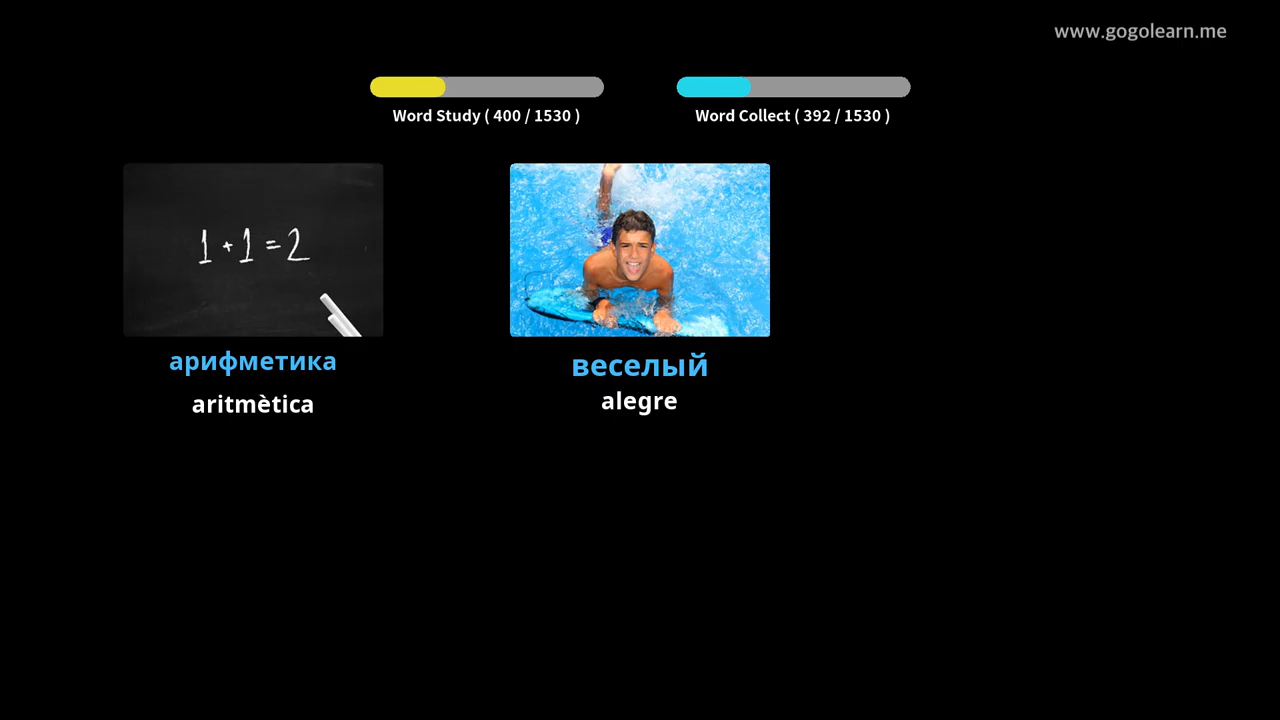 www.gogolearn.me
Word Study ( 400 / 1530 )
Word Collect ( 392 / 1530 )
1 + 1 = 2
арифметика
aritmètica
веселый
alegre